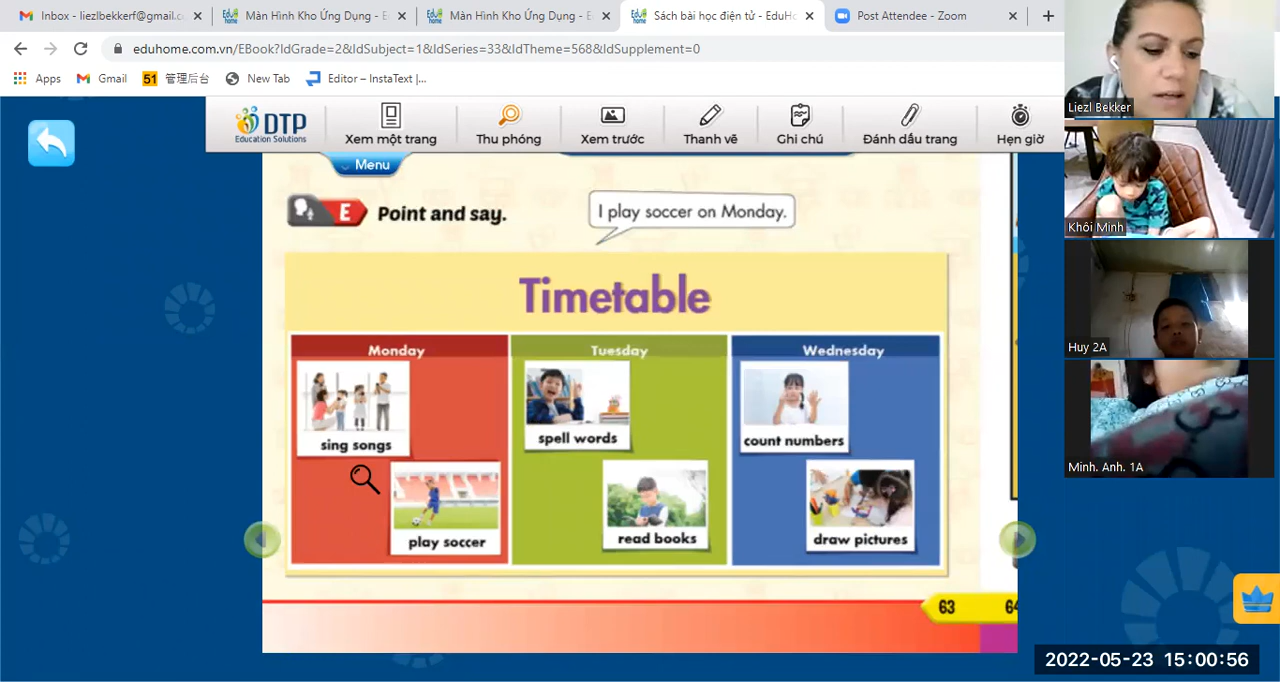 Inbox - liezlbekkerf@gmail.c
Màn Hình Kho Ứng Dụng - E
Màn Hình Kho Ứng Dụng - E
Sách bài học điện tử - EduHo
Post Attendee - Zoom
eduhome.com.vn/EBook?IdGrade=2&IdSubject=1&IdSeries=33&IdTheme=568&IdSupplement=0
Apps
Gmail
51 管理后台
New Tab
Editor – InstaText |...
DTP
Education Solutions
Xem một trang
Thu phóng
Xem trước
Thanh vẽ
Ghi chú
Đánh dấu trang
Hẹn giờ
Menu
E Point and say.
I play soccer on Monday.
Timetable
Monday
Tuesday
Wednesday
sing songs
spell words
count numbers
play soccer
read books
draw pictures
63
64
Liezl Bekker
Khôi Minh
Huy 2A
Minh. Anh. 1A
2022-05-23 15:00:56